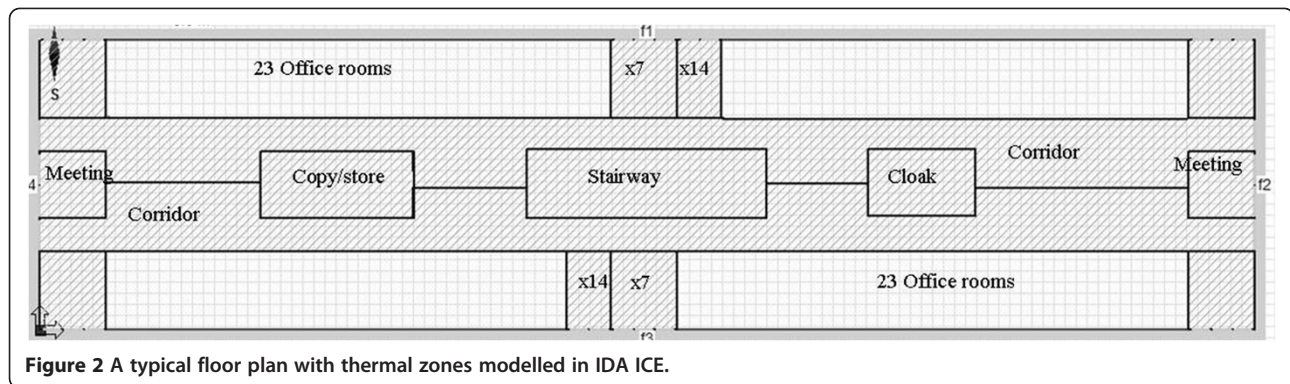 f1
23 Office rooms
x7
x14
S
Corridor
Meeting
Copy/store
Stairway
Cloak
Meeting
4
f2
Corridor
x14
x7
23 Office rooms
f3
Figure 2 A typical floor plan with thermal zones modelled in IDA ICE.